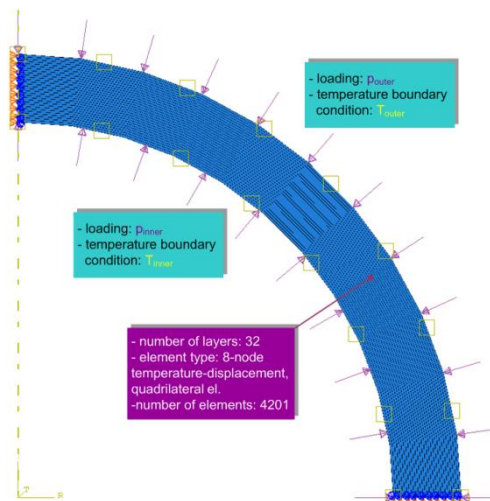 - loading: pouter
- temperature boundary
condition: Touter
- loading: pinner
- temperature boundary
condition: Tinner
- number of layers: 32
- element type: 8-node
temperature-displacement,
quadrilateral el.
-number of elements: 4201
R